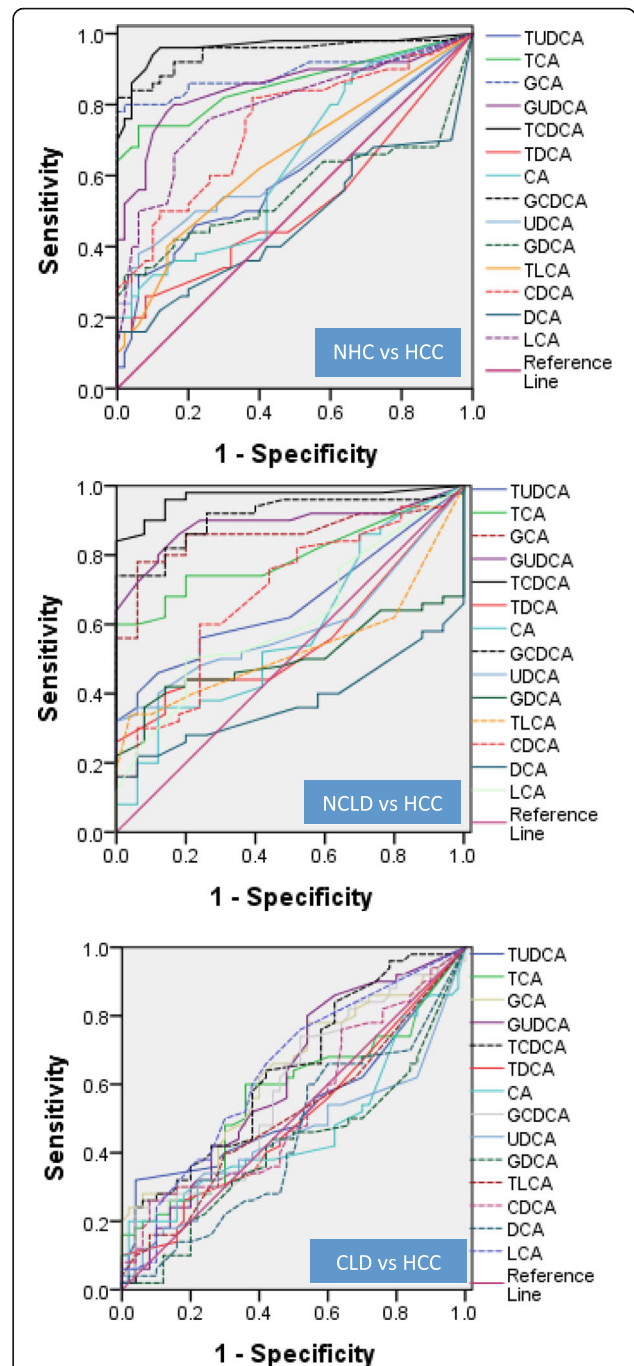 1.0
0.8
0.6
0.4
0.2
0.0
Sensitivity
0.0 0.2 0.4 0.6 0.8 1.0
1 - Specificity
NHC vs HCC
TUDCA
TCA
GCA
GUDCA
TCDCA
TDCA
CA
GCDCA
UDCA
GDCA
TLCA
CDCA
DCA
LCA
Reference
Line
1.0
0.8
0.6
0.4
0.2
0.0
Sensitivity
0.0 0.2 0.4 0.6 0.8 1.0
1 - Specificity
NCLD vs HCC
TUDCA
TCA
GCA
GUDCA
TCDCA
TDCA
CA
GCDCA
UDCA
GDCA
TLCA
CDCA
DCA
LCA
Reference
Line
1.0
0.8
0.6
0.4
0.2
0.0
Sensitivity
0.0 0.2 0.4 0.6 0.8 1.0
1 - Specificity
CLD vs HCC
TUDCA
TCA
GCA
GUDCA
TCDCA
TDCA
CA
GCDCA
UDCA
GDCA
TLCA
CDCA
DCA
LCA
Reference
Line